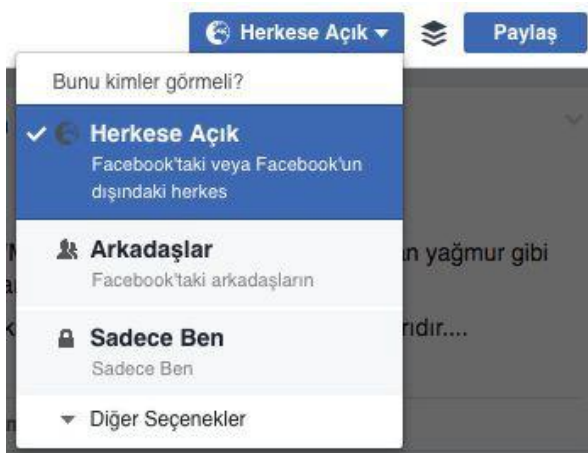 Herkese Açık
Paylaş
Bunu kimler görmeli?
Herkese Açık
Facebook'taki veya Facebook'un
dışındaki herkes
Arkadaşlar
Facebook'taki arkadaşların
yağmur gibi
Sadece Ben
Sadece Ben
Diğer Seçenekler